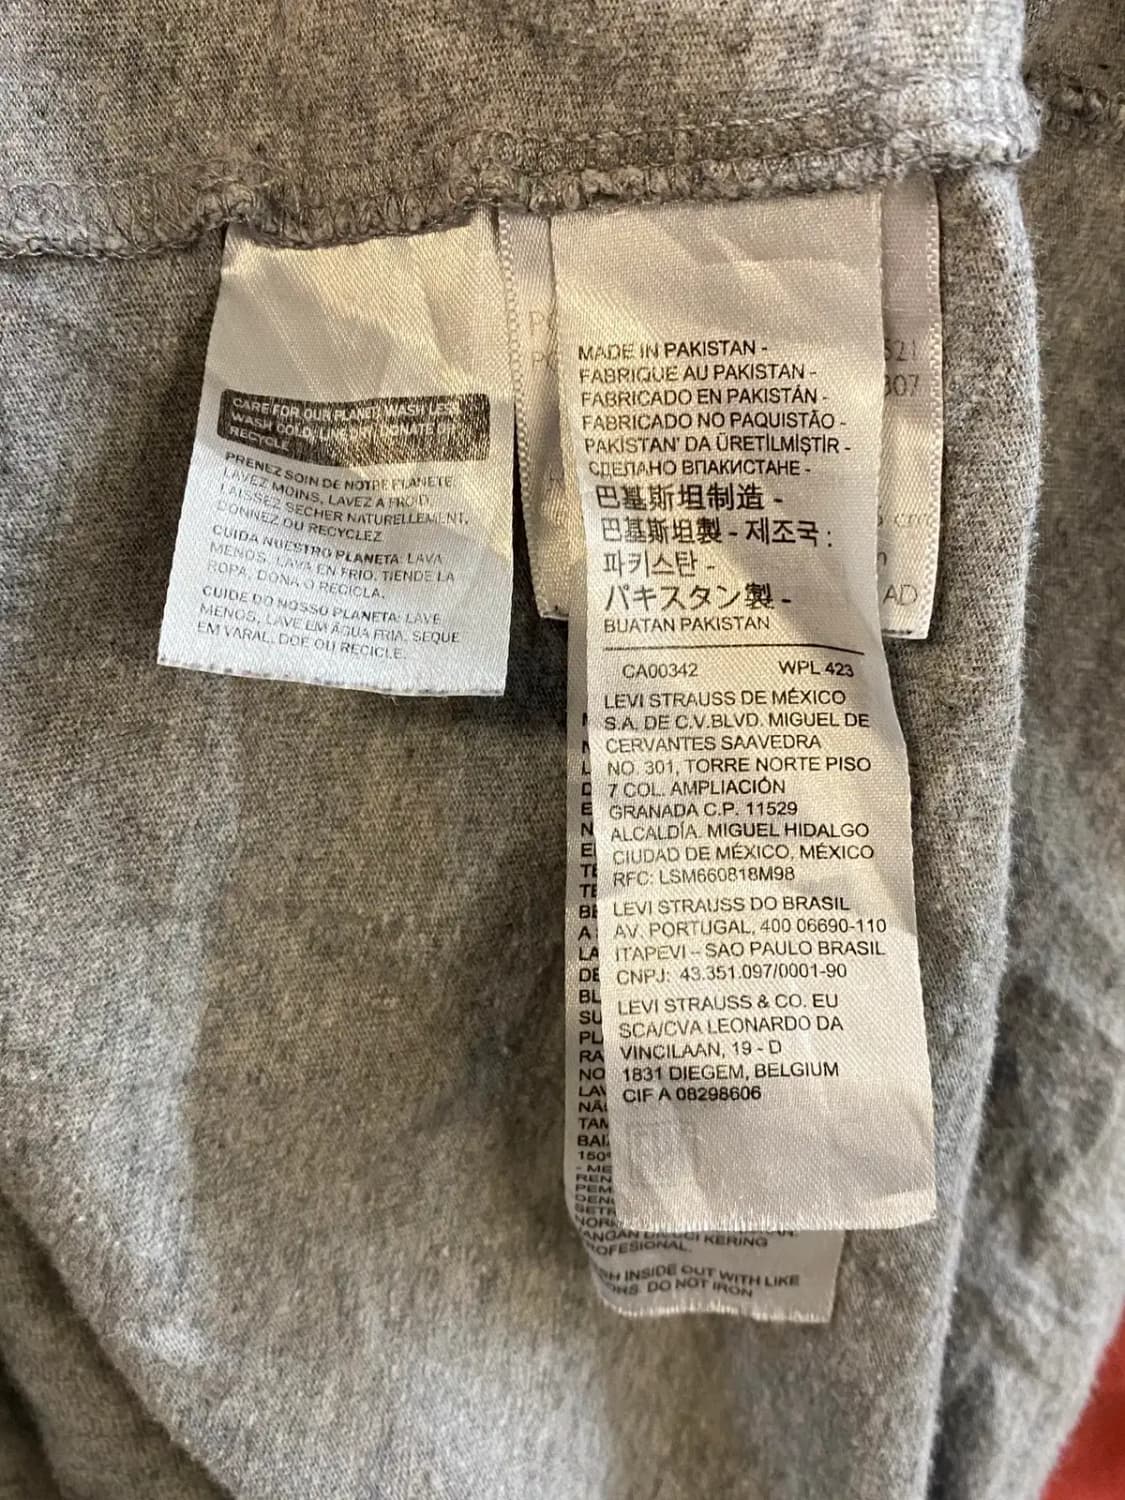 CARE FOR OUR PLANET: WASH LESS,
WASH COLD, LINE DRY, DONATE OR
RECYCLE.
PRENEZ SOIN DE NOTRE PLANETE:
LAVEZ MOINS, LAVEZ A FROID,
LAISSEZ SECHER NATURELLEMENT,
DONNEZ OU RECYCLEZ
CUIDA NUESTRO PLANETA: LAVA
MENOS, LAVA EN FRIO. TIENDE LA
ROPA, DONA O RECICLA.
CUIDE DO NOSSO PLANETA: LAVE
MENOS, LAVE EM ÁGUA FRIA, SEQUE
EM VARAL, DOE OU RECICLE.
MADE IN PAKISTAN -
FABRIQUE AU PAKISTAN -
FABRICADO EN PAKISTÁN -
FABRICADO NO PAQUISTÃO -
PAKISTAN' DA ÜRETİLMİŞTİR -
СДЕЛАНО ВПАКИСТАНЕ -
巴基斯坦制造 -
巴基斯坦製 - 제조국 :
파키스탄 -
パキスタン製 -
BUATAN PAKISTAN
CA00342 WPL 423
LEVI STRAUSS DE MÉXICO
S.A. DE C.V.BLVD. MIGUEL DE
CERVANTES SAAVEDRA
NO. 301, TORRE NORTE PISO
7 COL. AMPLIACIÓN
GRANADA C.P. 11529
ALCALDÍA. MIGUEL HIDALGO
CIUDAD DE MÉXICO, MÉXICO
RFC: LSM660818M98
LEVI STRAUSS DO BRASIL
AV. PORTUGAL, 400 06690-110
ITAPEVI – SAO PAULO BRASIL
CNPJ: 43.351.097/0001-90
LEVI STRAUSS & CO. EU
SCA/CVA LEONARDO DA
VINCILAAN, 19 - D
1831 DIEGEM, BELGIUM
CIF A 08298606
321
307
cm
AD
KERING
INSIDE OUT WITH LIKE
DO NOT IRON